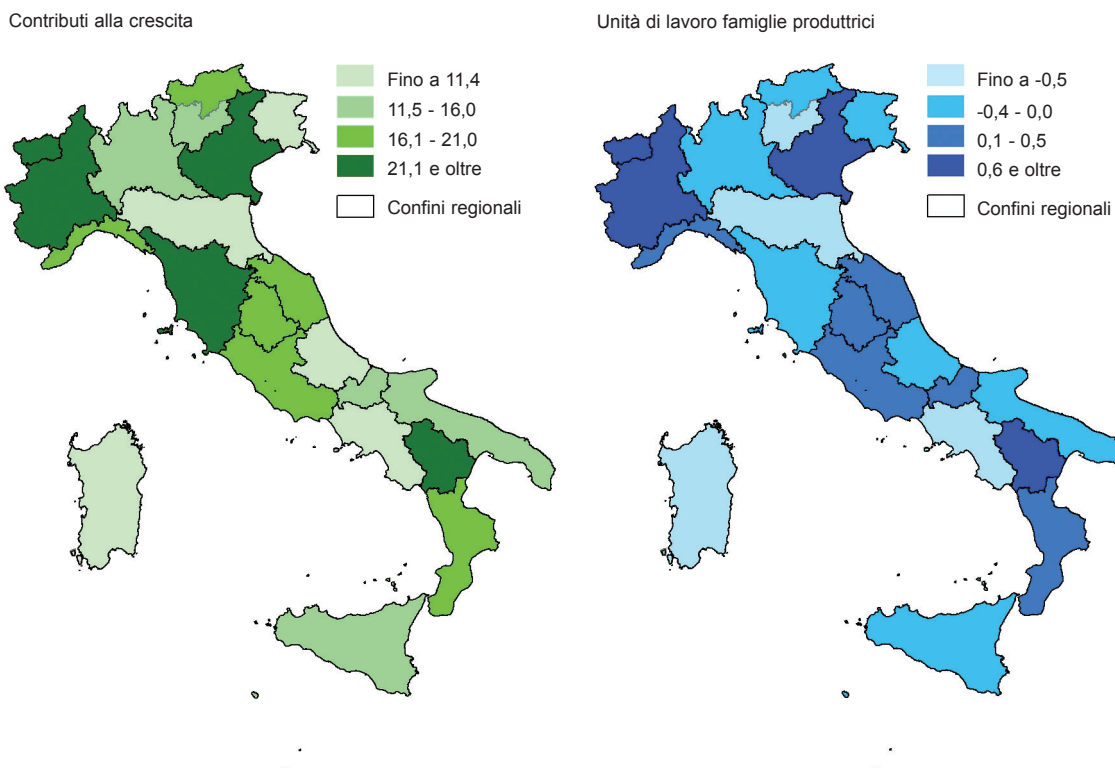 Contributi alla crescita
Fino a 11,4
11,5 - 16,0
16,1 - 21,0
21,1 e oltre
Confini regionali
Unità di lavoro famiglie produttrici
Fino a -0,5
-0,4 - 0,0
0,1 - 0,5
0,6 e oltre
Confini regionali